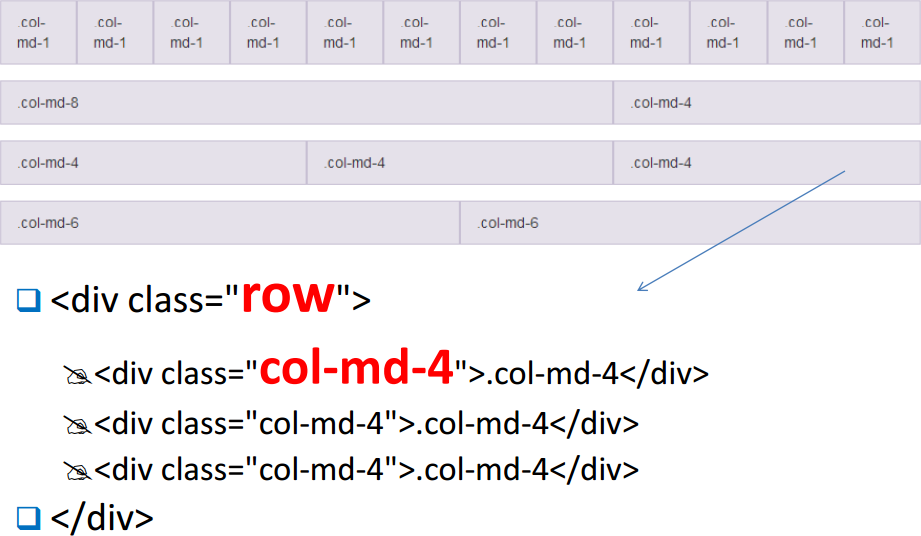 .col- .col- .col- .col- .col- .col- .col- .col- .col- .col- .col- .col-
md-1 md-1 md-1 md-1 md-1 md-1 md-1 md-1 md-1 md-1 md-1 md-1
.col-md-8 .col-md-4
.col-md-4 .col-md-4 .col-md-4
.col-md-6 .col-md-6
<div class="row">
<div class="col-md-4">.col-md-4</div>
<div class="col-md-4">.col-md-4</div>
<div class="col-md-4">.col-md-4</div>
</div>